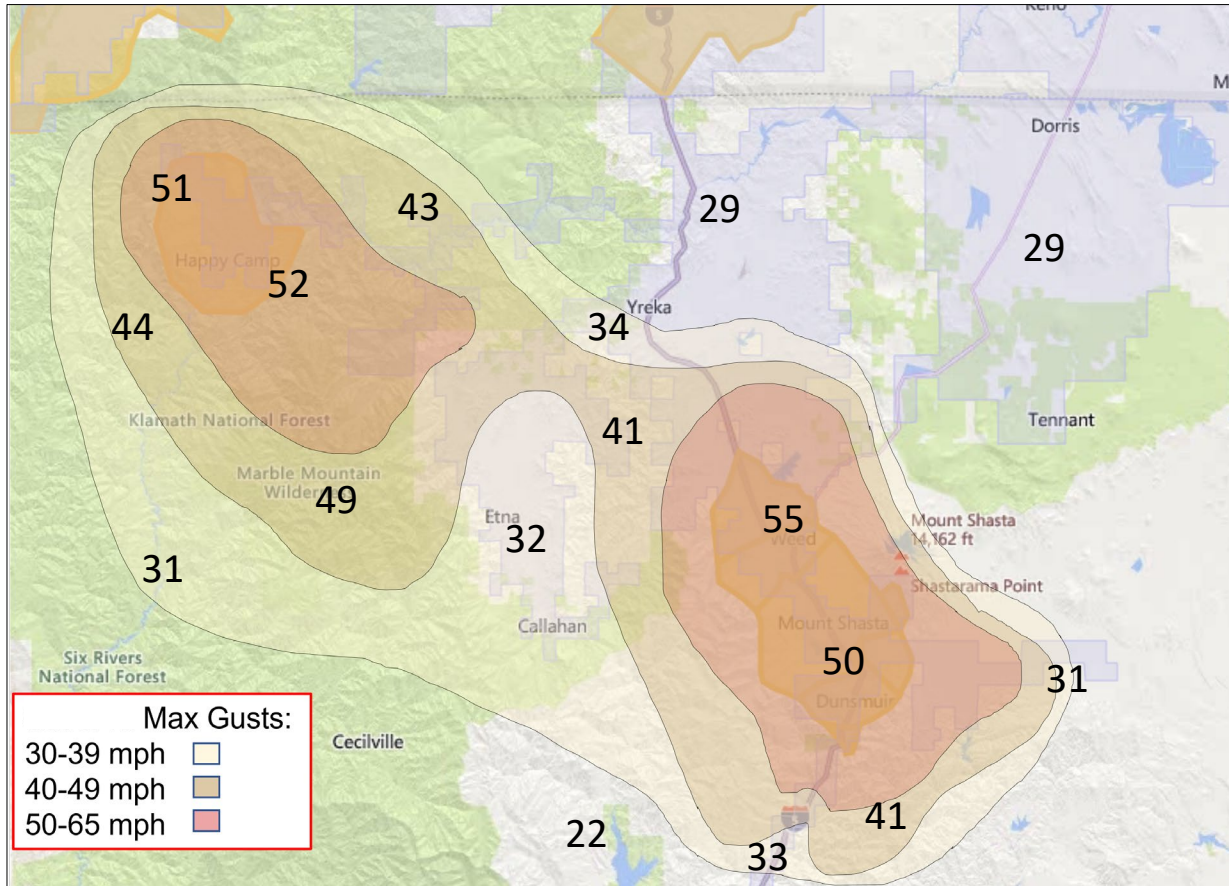 5
Keno
M
Dorris
51
43
29
29
Happy Camp
52
Yreka
44
34
Klamath National Forest
41
Tennant
Marble Mountain
Wilderness
49
Etna
32
55
Weed
Mount Shasta
14,162 ft
31
Shastarama Point
Callahan
Mount Shasta
50
31
Six Rivers
National Forest
Dunsmuir
Cecilville
Max Gusts:
30-39 mph
40-49 mph
50-65 mph
22
33
41
5